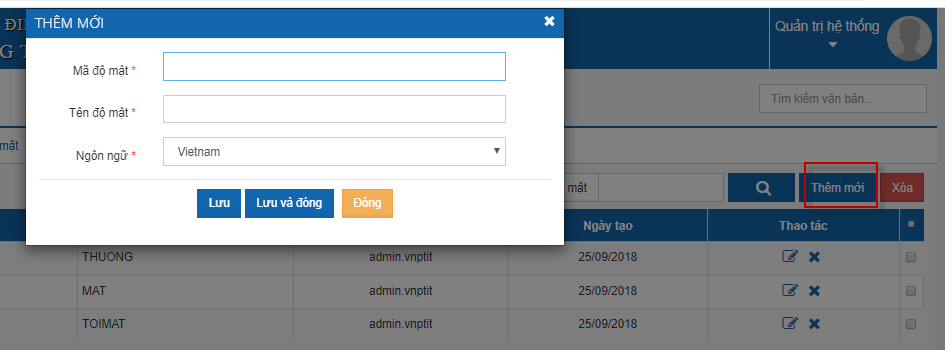 ĐI
G T
THÊM MỚI
Quản trị hệ thống
Mã độ mật *
Tên độ mật *
Ngôn ngữ *
Vietnam
Tìm kiếm văn bản...
mật
Lưu
Lưu và đóng
Đóng
mật
Thêm mới
Xóa
Ngày tạo
Thao tác
THUONG
admin.vnptit
25/09/2018
MAT
admin.vnptit
25/09/2018
TOIMAT
admin.vnptit
25/09/2018